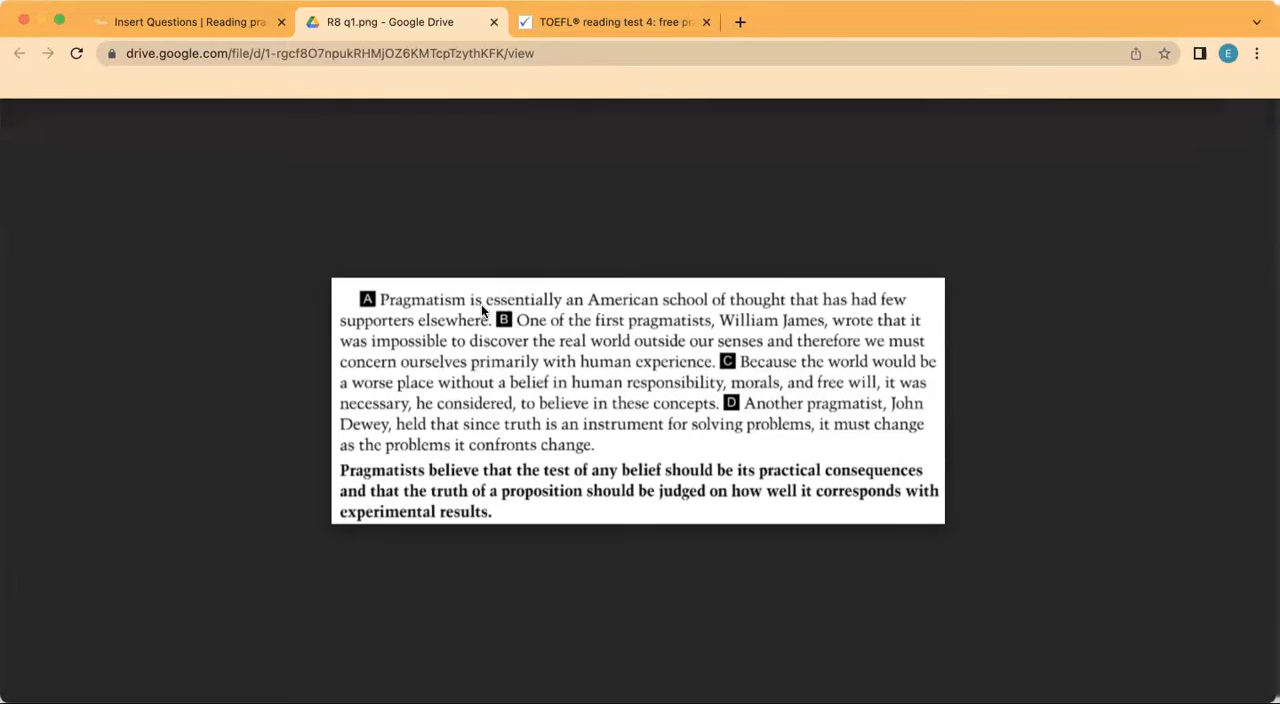 Insert Questions | Reading pra
R8 q1.png - Google Drive
TOEFL® reading test 4: free pr
drive.google.com/file/d/1-rgcf8O7npukRHMjOZ6KMTcpTzythKFK/view
E
A Pragmatism is essentially an American school of thought that has had few
supporters elsewhere. B One of the first pragmatists, William James, wrote that it
was impossible to discover the real world outside our senses and therefore we must
concern ourselves primarily with human experience. C Because the world would be
a worse place without a belief in human responsibility, morals, and free will, it was
necessary, he considered, to believe in these concepts. D Another pragmatist, John
Dewey, held that since truth is an instrument for solving problems, it must change
as the problems it confronts change.
Pragmatists believe that the test of any belief should be its practical consequences
and that the truth of a proposition should be judged on how well it corresponds with
experimental results.